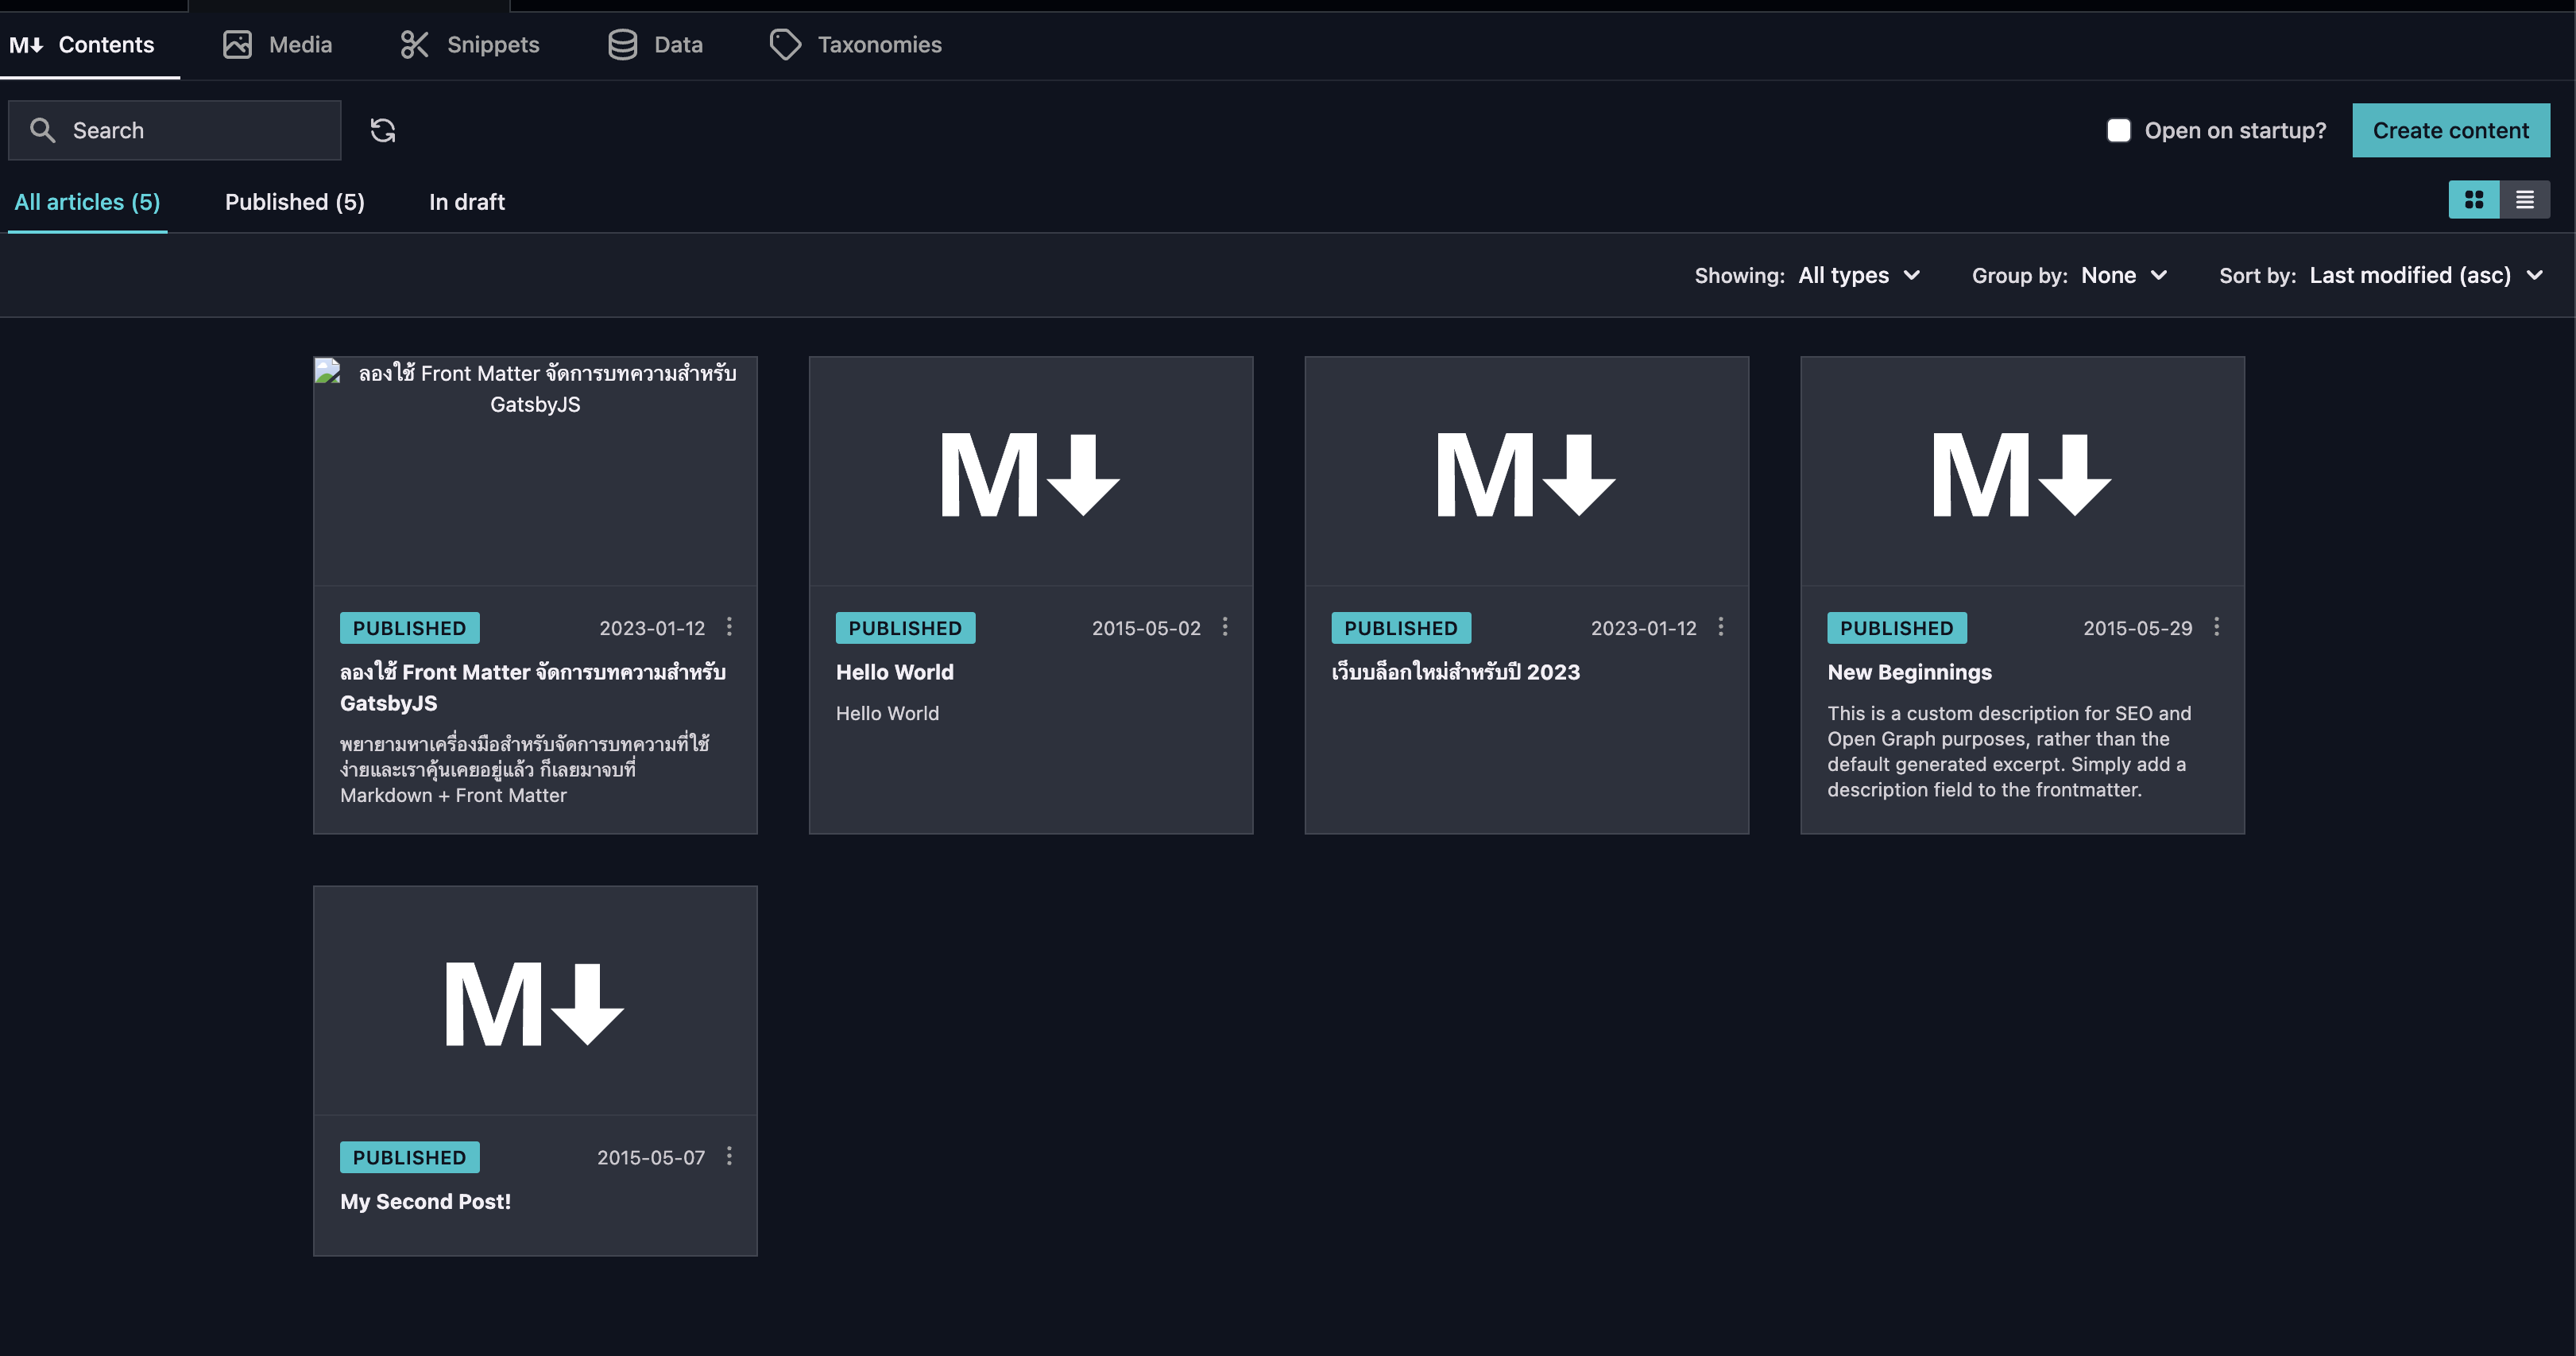 M↓ Contents Media Snippets Data Taxonomies
Search Open on startup? Create content
All articles (5) Published (5) In draft
Showing: All types Group by: None Sort by: Last modified (asc)
ลองใช้ Front Matter จัดการบทความสำหรับ
GatsbyJS
PUBLISHED 2023-01-12
ลองใช้ Front Matter จัดการบทความสำหรับ
GatsbyJS
พยายามหาเครื่องมือสำหรับจัดการบทความที่ใช้
ง่ายและเราคุ้นเคยอยู่แล้ว ก็เลยมาจบที่
Markdown + Front Matter
M↓
PUBLISHED 2015-05-02
Hello World
Hello World
M↓
PUBLISHED 2023-01-12
เว็บบล็อกใหม่สำหรับปี 2023
M↓
PUBLISHED 2015-05-29
New Beginnings
This is a custom description for SEO and
Open Graph purposes, rather than the
default generated excerpt. Simply add a
description field to the frontmatter.
M↓
PUBLISHED 2015-05-07
My Second Post!